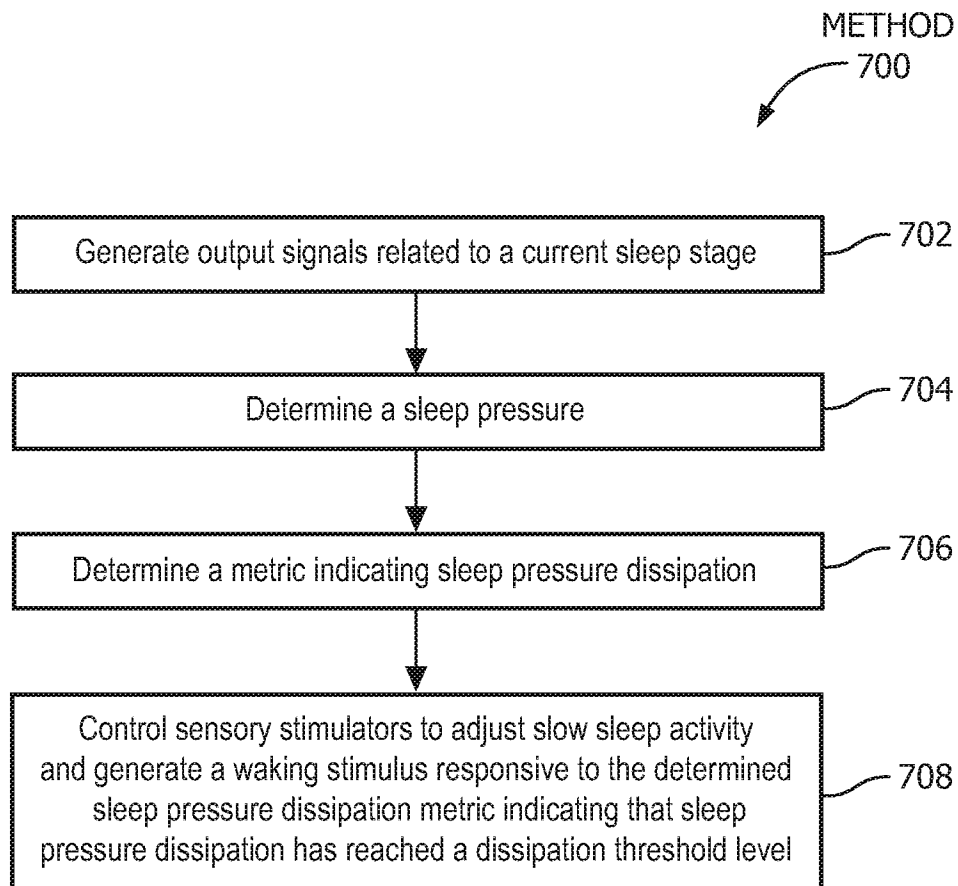 METHOD
700
Generate output signals related to a current sleep stage
702
Determine a sleep pressure
704
Determine a metric indicating sleep pressure dissipation
706
Control sensory stimulators to adjust slow sleep activity
and generate a waking stimulus responsive to the determined
sleep pressure dissipation metric indicating that sleep
pressure dissipation has reached a dissipation threshold level
708